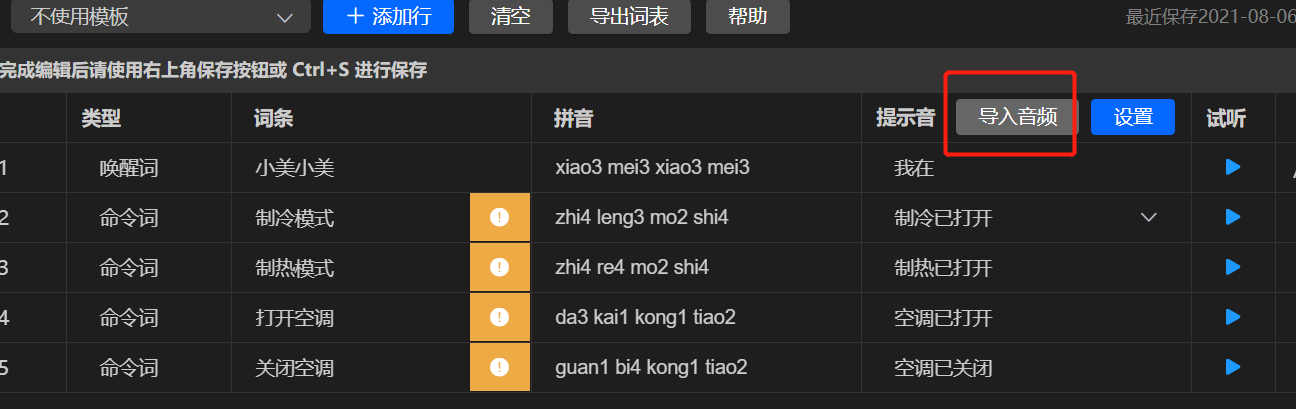 不使用模板 + 添加行 清空 导出词表 帮助 最近保存2021-08-06
完成编辑后请使用右上角保存按钮或 Ctrl+S 进行保存
类型 词条 拼音 提示音 导入音频 设置 试听
1 唤醒词 小美小美 xiao3 mei3 xiao3 mei3 我在
2 命令词 制冷模式 ! zhi4 leng3 mo2 shi4 制冷已打开
3 命令词 制热模式 ! zhi4 re4 mo2 shi4 制热已打开
4 命令词 打开空调 ! da3 kai1 kong1 tiao2 空调已打开
5 命令词 关闭空调 ! guan1 bi4 kong1 tiao2 空调已关闭